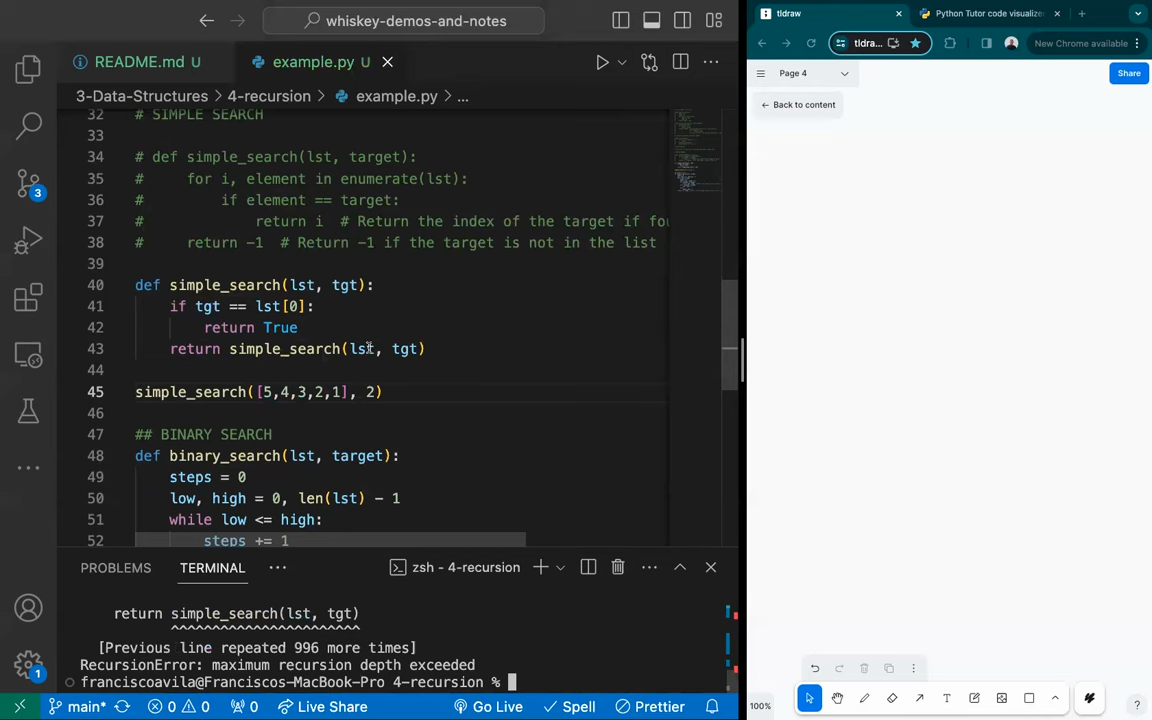 whiskey-demos-and-notes
README.md U
example.py U
3-Data-Structures > 4-recursion > example.py > ...
32 # SIMPLE SEARCH
33
34 # def simple_search(lst, target):
35 #     for i, element in enumerate(lst):
36 #         if element == target:
37 #             return i  # Return the index of the target if fou
38 #     return -1  # Return -1 if the target is not in the list
39
40 def simple_search(lst, tgt):
41     if tgt == lst[0]:
42         return True
43     return simple_search(lst, tgt)
44
45 simple_search([5,4,3,2,1], 2)
46
47 ## BINARY SEARCH
48 def binary_search(lst, target):
49     steps = 0
50     low, high = 0, len(lst) - 1
51     while low <= high:
52         steps += 1
PROBLEMS TERMINAL ... zsh - 4-recursion
return simple_search(lst, tgt)
^^^^^^^^^^^^^^^^^^^^^^
[Previous line repeated 996 more times]
RecursionError: maximum recursion depth exceeded
franciscoavila@Franciscos-MacBook-Pro 4-recursion %
3
1
main* 0 0 0 Live Share Go Live Spell Prettier
tldraw
Python Tutor code visualize
tldraw...
New Chrome available
Page 4
Share
Back to content
100%
?